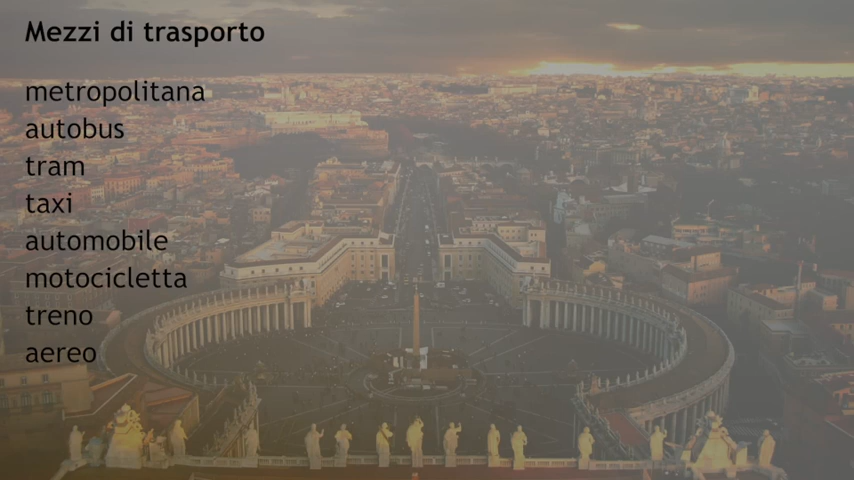 Mezzi di trasporto
metropolitana
autobus
tram
taxi
automobile
motocicletta
treno
aereo